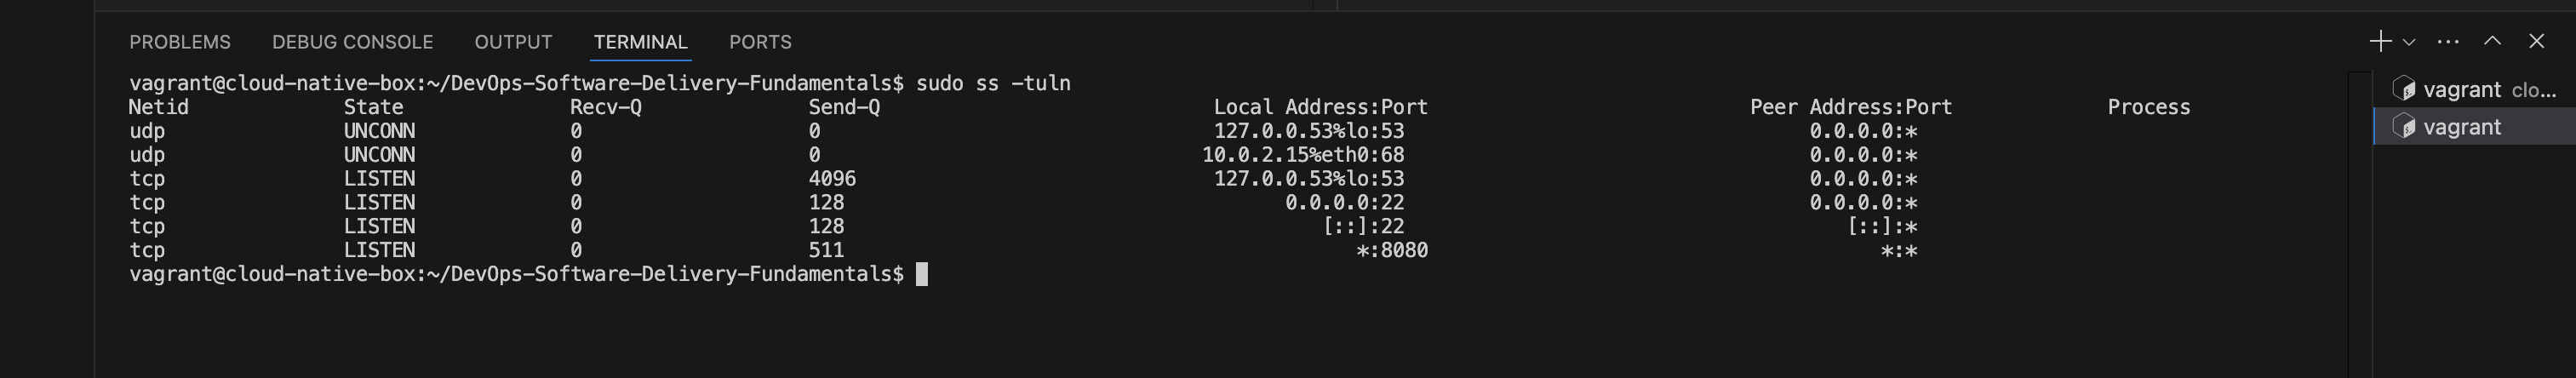 PROBLEMS DEBUG CONSOLE OUTPUT TERMINAL PORTS
vagrant@cloud-native-box:~/DevOps-Software-Delivery-Fundamentals$ sudo ss -tuln
Netid State Recv-Q Send-Q Local Address:Port Peer Address:Port Process
udp UNCONN 0 0 127.0.0.53%lo:53 0.0.0.0:*
udp UNCONN 0 0 10.0.2.15%eth0:68 0.0.0.0:*
tcp LISTEN 0 4096 127.0.0.53%lo:53 0.0.0.0:*
tcp LISTEN 0 128 0.0.0.0:22 0.0.0.0:*
tcp LISTEN 0 128 [::]:22 [::]:*
tcp LISTEN 0 511 *:8080 *:*
vagrant@cloud-native-box:~/DevOps-Software-Delivery-Fundamentals$
vagrant clo...
vagrant